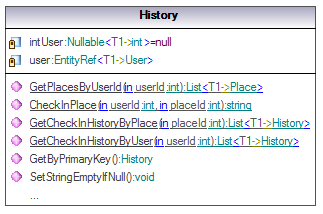 History
intUser:Nullable<T1->int>=null
user:EntityRef<T1->User>
GetPlacesByUserId(in userId:int):List<T1->Place>
CheckInPlace(in userId:int, in placeId:int):string
GetCheckInHistoryByPlace(in placeId:int):List<T1->History>
GetCheckInHistoryByUser(in userId:int):List<T1->History>
GetByPrimaryKey():History
SetStringEmptyIfNull():void
...